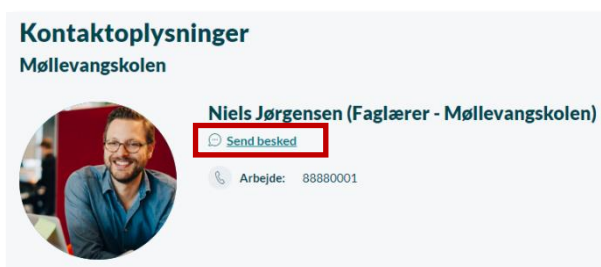 Kontaktoplysninger
Møllevangskolen
Niels Jørgensen (Faglærer - Møllevangskolen)
Send besked
Arbejde: 88880001